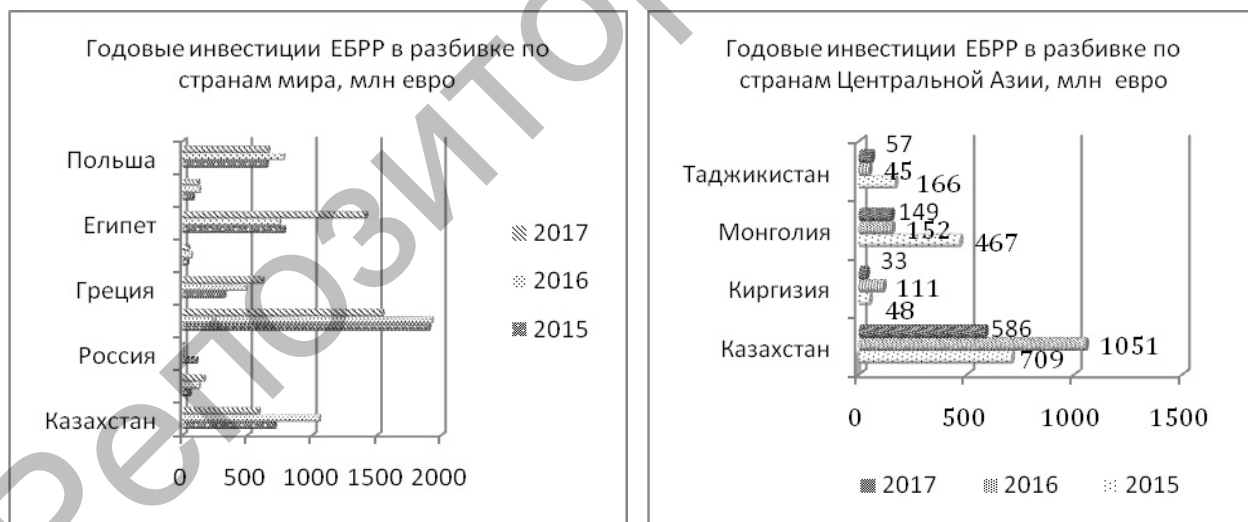 Годовые инвестиции ЕБРР в разбивке по
странам мира, млн евро
Польша
Египет
Греция
Россия
Казахстан
0 500 1000 1500 2000
2017
2016
2015
Годовые инвестиции ЕБРР в разбивке по
странам Центральной Азии, млн евро
Таджикистан
57
45
166
Монголия
149
152
467
Киргизия
33
111
48
Казахстан
586
1051
709
0 500 1000 1500
2017 2016 2015
Репозитор